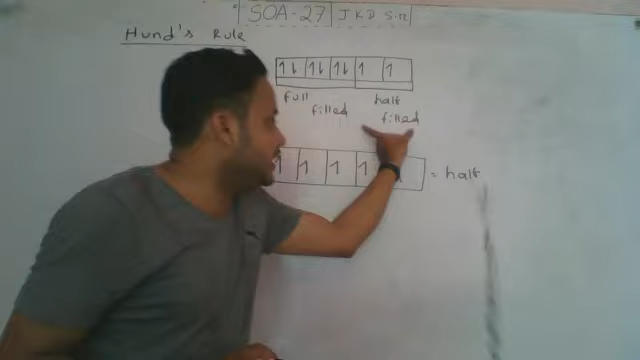 SOA-27 JKD Sir
Hund's Rule
1⇂ 1⇂ 1⇂ 1 1
full half
filled filled
1 1 1 1
= half